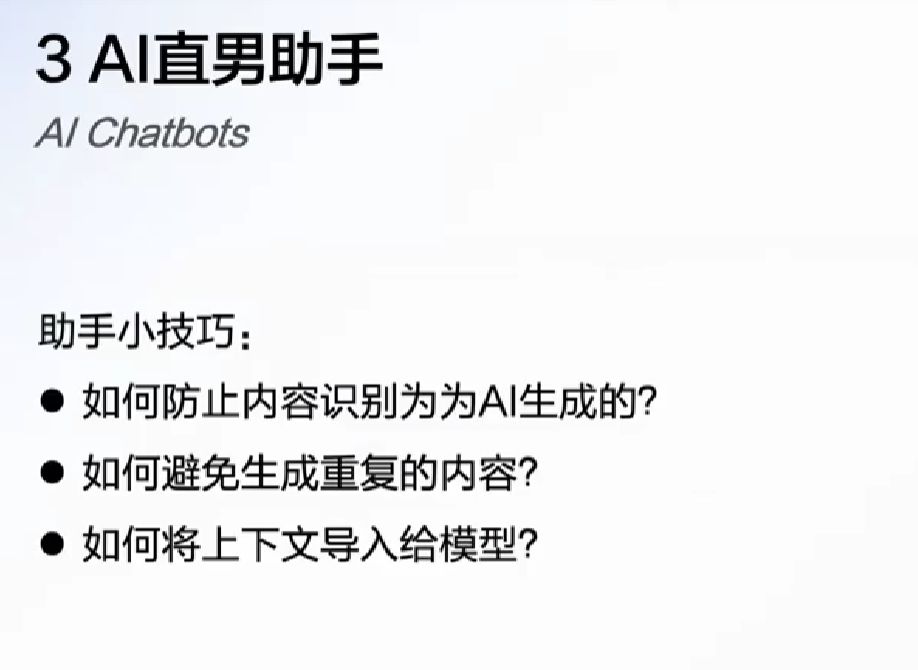 3 AI直男助手
AI Chatbots
助手小技巧：
● 如何防止内容识别为为AI生成的?
● 如何避免生成重复的内容?
● 如何将上下文导入给模型?